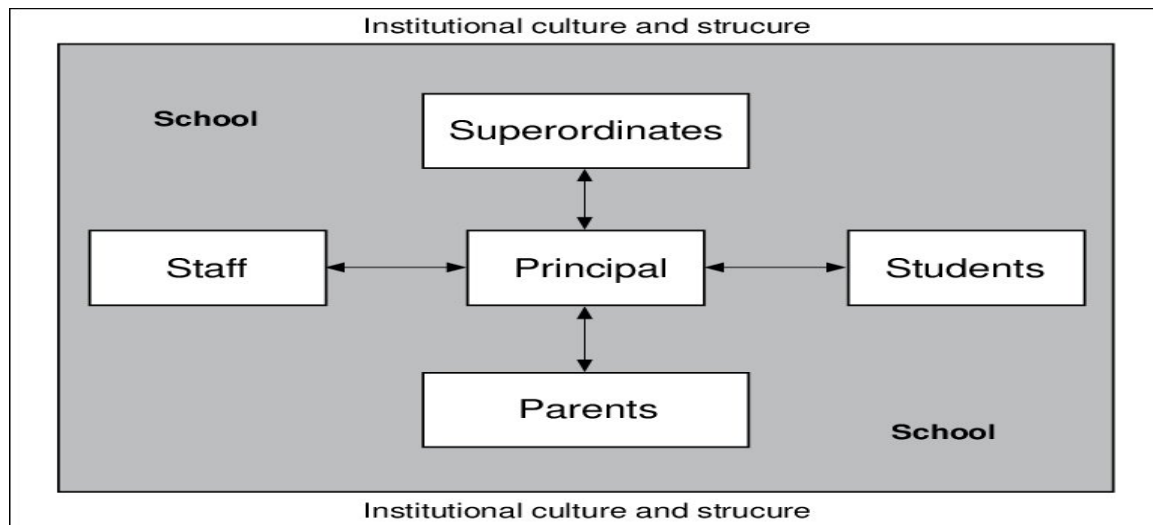 Institutional culture and strucure
School
Superordinates
Staff
Principal
Students
Parents
School
Institutional culture and strucure